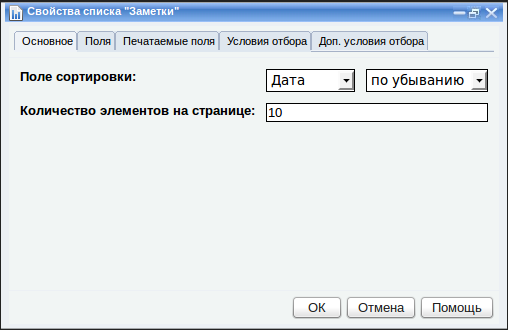 Свойства списка "Заметки"
Основное Поля Печатаемые поля Условия отбора Доп. условия отбора
Поле сортировки: Дата по убыванию
Количество элементов на странице: 10
ОК Отмена Помощь